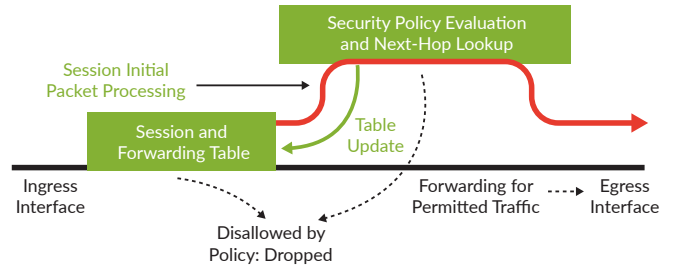 Security Policy Evaluation
and Next-Hop Lookup
Session Initial
Packet Processing
Session and
Forwarding Table
Table
Update
Ingress
Interface
Forwarding for
Permitted Traffic
Egress
Interface
Disallowed by
Policy: Dropped